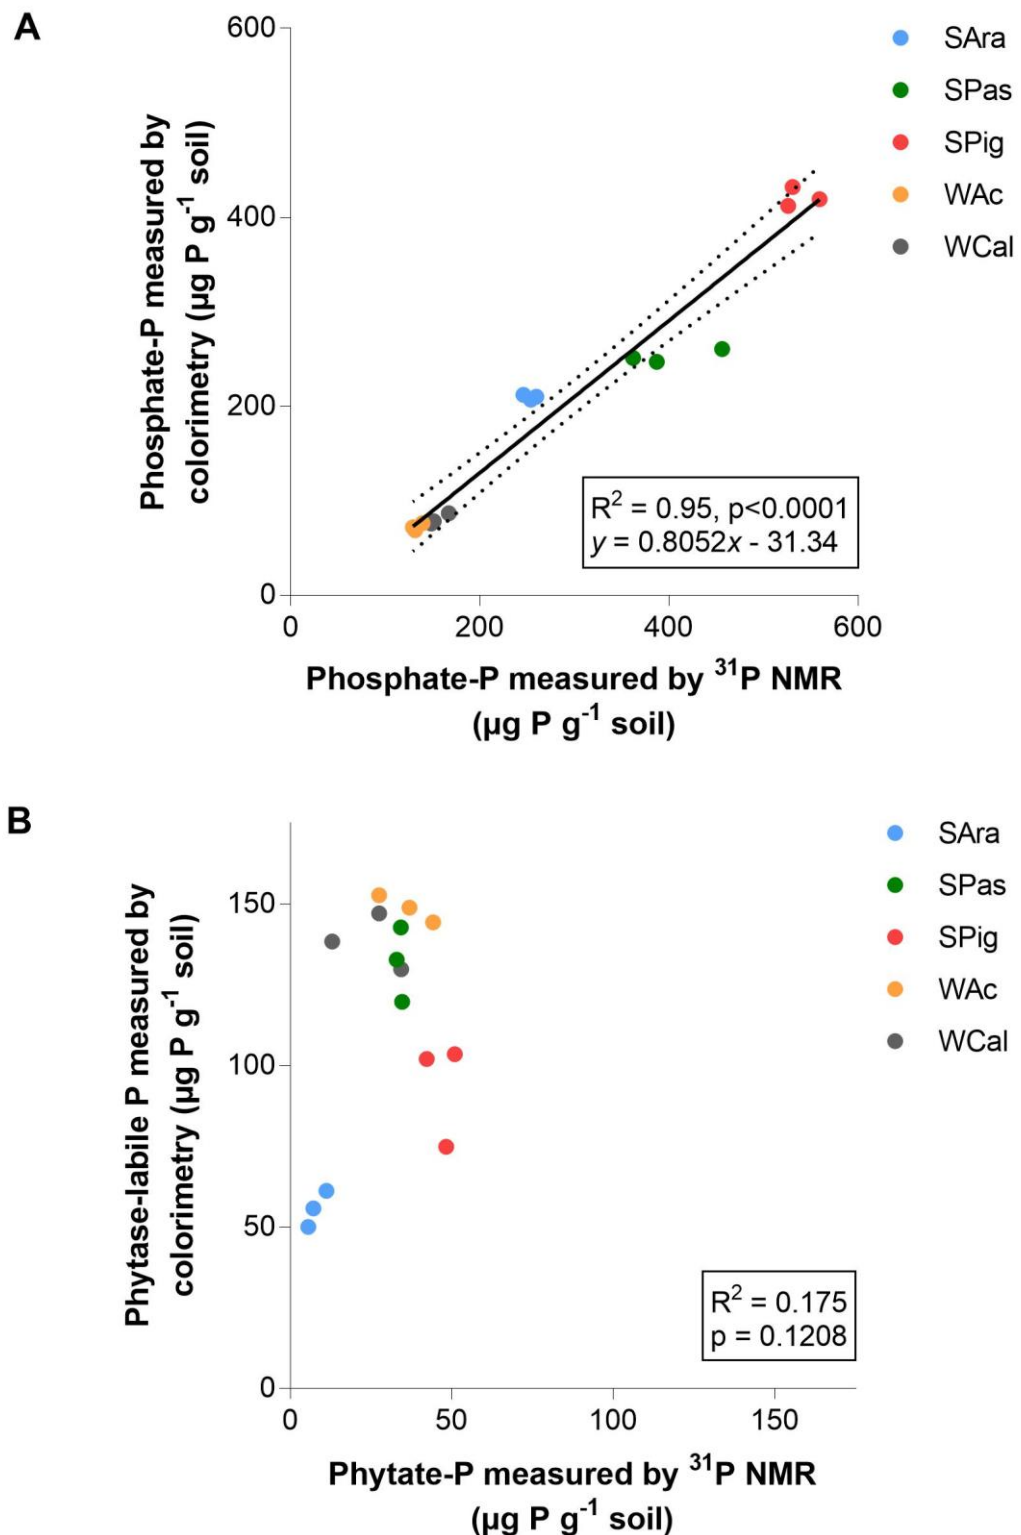 A
Phosphate-P measured by
colorimetry (µg P g⁻¹ soil)
600
400
200
0
0
200
400
600
Phosphate-P measured by ³¹P NMR
(µg P g⁻¹ soil)
R² = 0.95, p<0.0001
y = 0.8052x - 31.34
SAra
SPas
SPig
WAc
WCal
B
Phytase-labile P measured by
colorimetry (µg P g⁻¹ soil)
150
100
50
0
0
50
100
150
Phytate-P measured by ³¹P NMR
(µg P g⁻¹ soil)
R² = 0.175
p = 0.1208
SAra
SPas
SPig
WAc
WCal